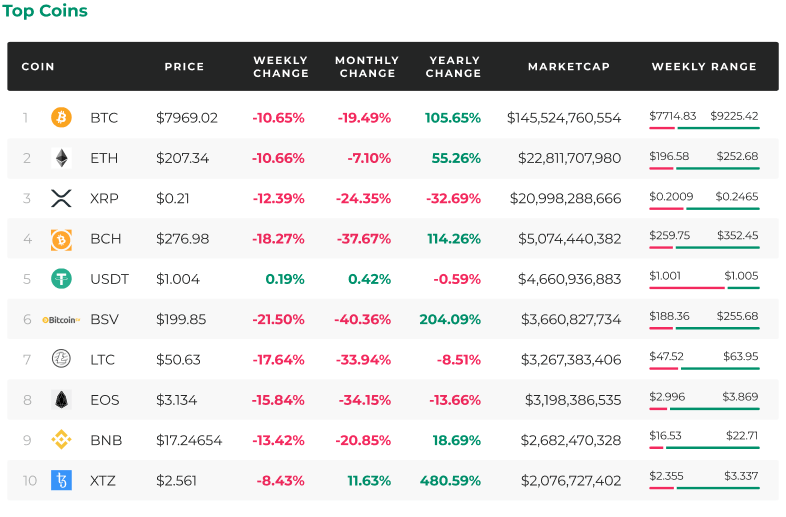 Top Coins
COIN PRICE WEEKLY CHANGE MONTHLY CHANGE YEARLY CHANGE MARKETCAP WEEKLY RANGE
1 BTC $7969.02 -10.65% -19.49% 105.65% $145,524,760,554 $7714.83 $9225.42
2 ETH $207.34 -10.66% -7.10% 55.26% $22,811,707,980 $196.58 $252.68
3 XRP $0.21 -12.39% -24.35% -32.69% $20,998,288,666 $0.2009 $0.2465
4 BCH $276.98 -18.27% -37.67% 114.26% $5,074,440,382 $259.75 $352.45
5 USDT $1.004 0.19% 0.42% -0.59% $4,660,936,883 $1.001 $1.005
6 Bitcoin BSV $199.85 -21.50% -40.36% 204.09% $3,660,827,734 $188.36 $255.68
7 LTC $50.63 -17.64% -33.94% -8.51% $3,267,383,406 $47.52 $63.95
8 EOS $3.134 -15.84% -34.15% -13.66% $3,198,386,535 $2.996 $3.869
9 BNB $17.24654 -13.42% -20.85% 18.69% $2,682,470,328 $16.53 $22.71
10 XTZ $2.561 -8.43% 11.63% 480.59% $2,076,727,402 $2.355 $3.337